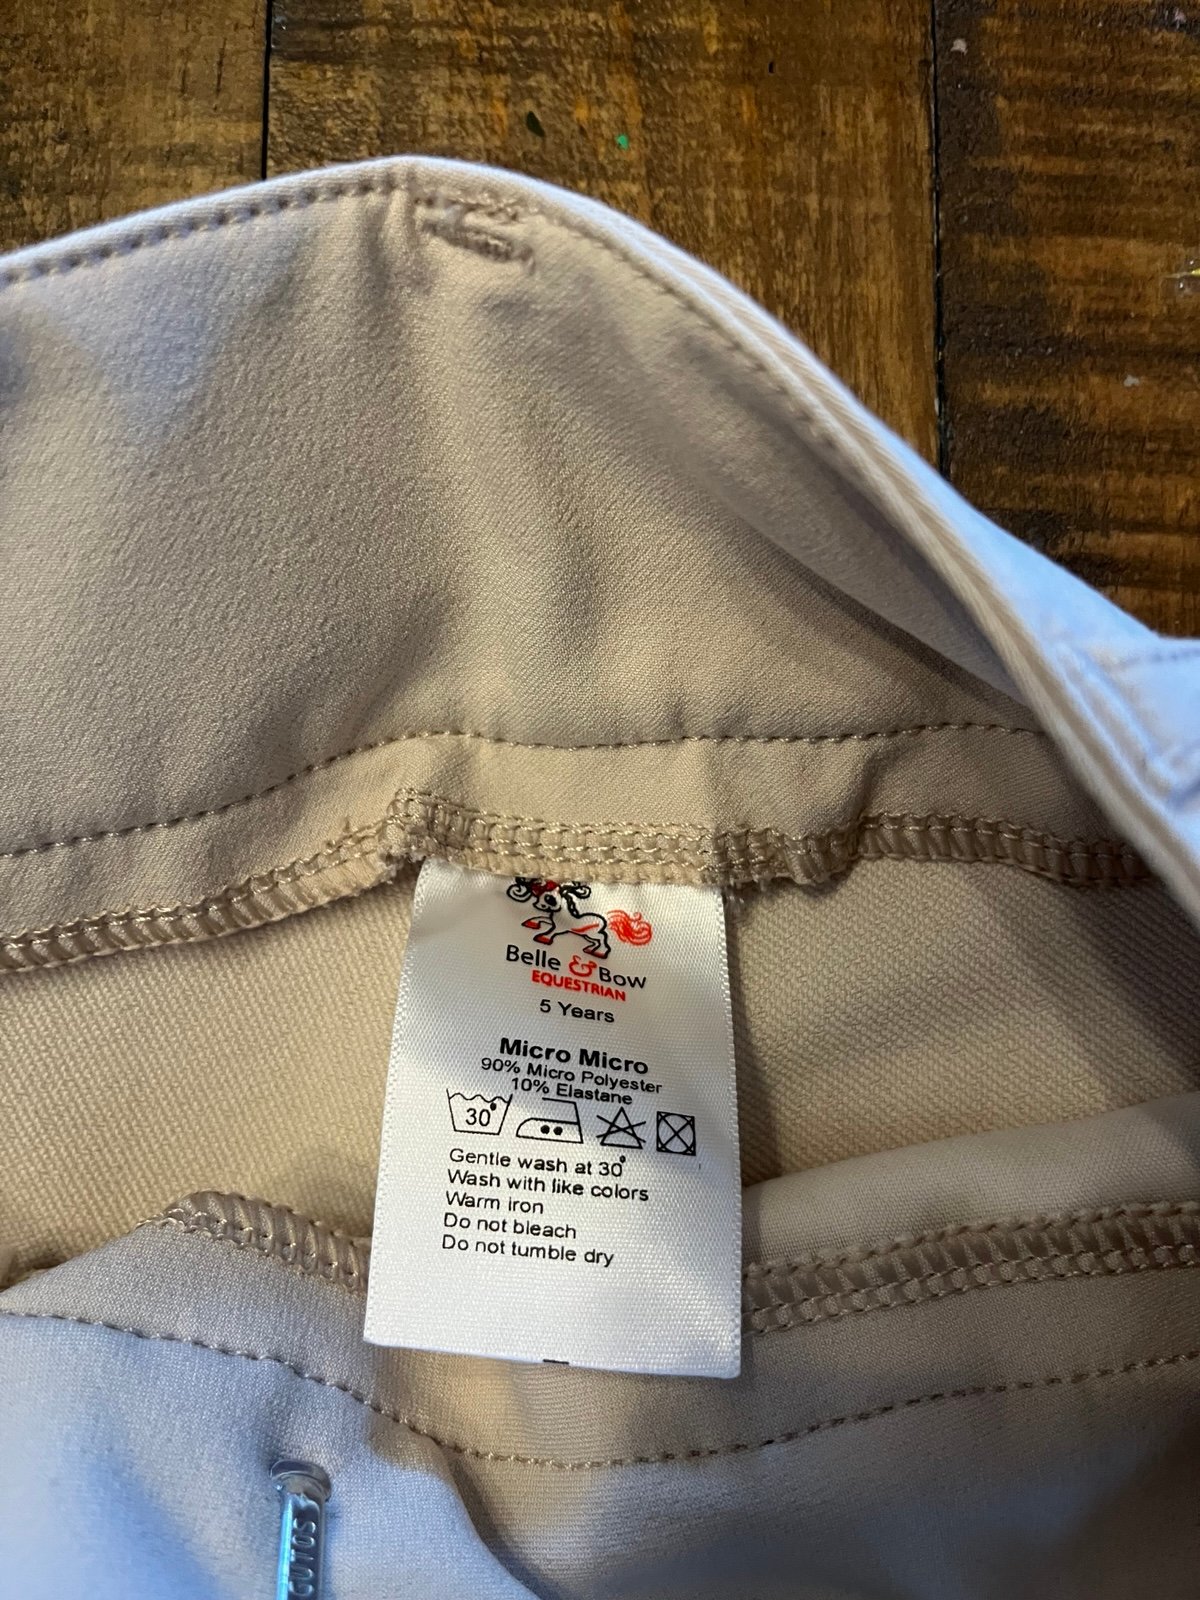 Belle & Bow
EQUESTRIAN
5 Years
Micro Micro
90% Micro Polyester
10% Elastane
30°
Gentle wash at 30°
Wash with like colors
Warm iron
Do not bleach
Do not tumble dry